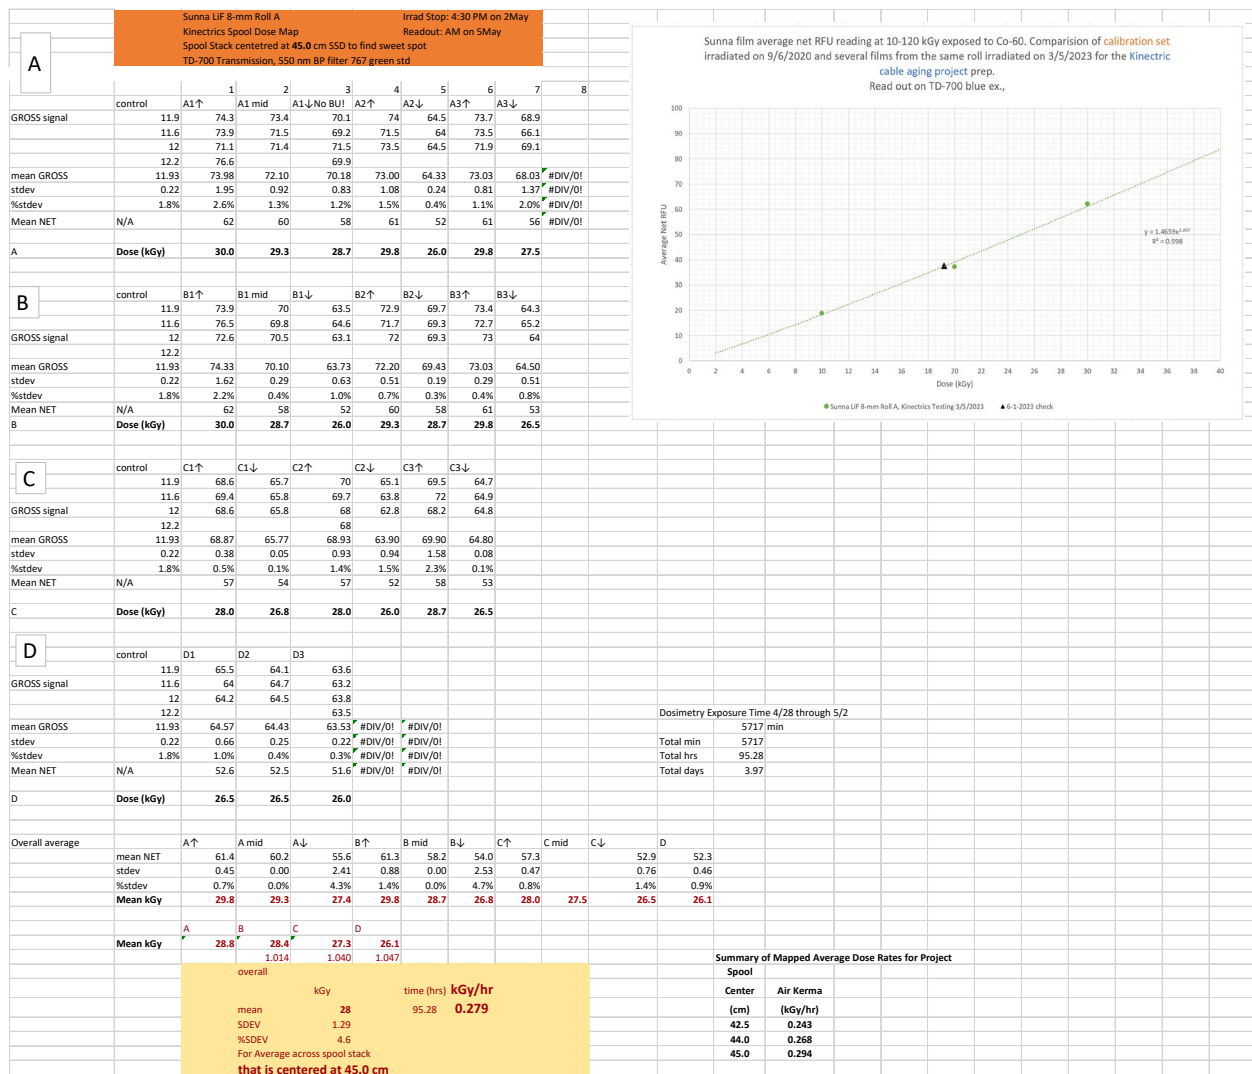 Sunna LiF 8-mm Roll A Irrad Stop: 4:30 PM on 2May
Kinectrics Spool Dose Map Readout: AM on 5May
Spool Stack centetred at 45.0 cm SSD to find sweet spot
TD-700 Transmission, 550 nm BP filter 767 green std
A
1 2 3 4 5 6 7 8
control A1↑ A1 mid A1↓No BU! A2↑ A2↓ A3↑ A3↓
GROSS signal 11.9 74.3 73.4 70.1 74 64.5 73.7 68.9
11.6 73.9 71.5 69.2 71.5 64 73.5 66.1
12 71.1 71.4 71.5 73.5 64.5 71.9 69.1
12.2 76.6 69.9
mean GROSS 11.93 73.98 72.10 70.18 73.00 64.33 73.03 68.03 #DIV/0!
stdev 0.22 1.95 0.92 0.83 1.08 0.24 0.81 1.37 #DIV/0!
%stdev 1.8% 2.6% 1.3% 1.2% 1.5% 0.4% 1.1% 2.0% #DIV/0!
Mean NET N/A 62 60 58 61 52 61 56 #DIV/0!
A Dose (kGy) 30.0 29.3 28.7 29.8 26.0 29.8 27.5
B
control B1↑ B1 mid B1↓ B2↑ B2↓ B3↑ B3↓
11.9 73.9 70 63.5 72.9 69.7 73.4 64.3
11.6 76.5 69.8 64.6 71.7 69.3 72.7 65.2
GROSS signal 12 72.6 70.5 63.1 72 69.3 73 64
12.2
mean GROSS 11.93 74.33 70.10 63.73 72.20 69.43 73.03 64.50
stdev 0.22 1.62 0.29 0.63 0.51 0.19 0.29 0.51
%stdev 1.8% 2.2% 0.4% 1.0% 0.7% 0.3% 0.4% 0.8%
Mean NET N/A 62 58 52 60 58 61 53
B Dose (kGy) 30.0 28.7 26.0 29.3 28.7 29.8 26.5
C
control C1↑ C1↓ C2↑ C2↓ C3↑ C3↓
11.9 68.6 65.7 70 65.1 69.5 64.7
11.6 69.4 65.8 69.7 63.8 72 64.9
GROSS signal 12 68.6 65.8 68 62.8 68.2 64.8
12.2 68
mean GROSS 11.93 68.87 65.77 68.93 63.90 69.90 64.80
stdev 0.22 0.38 0.05 0.93 0.94 1.58 0.08
%stdev 1.8% 0.5% 0.1% 1.4% 1.5% 2.3% 0.1%
Mean NET N/A 57 54 57 52 58 53
C Dose (kGy) 28.0 26.8 28.0 26.0 28.7 26.5
D
control D1 D2 D3
11.9 65.5 64.1 63.6
GROSS signal 11.6 64 64.7 63.2
12 64.2 64.5 63.8
12.2 63.5
mean GROSS 11.93 64.57 64.43 63.53 #DIV/0! #DIV/0!
stdev 0.22 0.66 0.25 0.22 #DIV/0! #DIV/0!
%stdev 1.8% 1.0% 0.4% 0.3% #DIV/0! #DIV/0!
Mean NET N/A 52.6 52.5 51.6 #DIV/0! #DIV/0!
D Dose (kGy) 26.5 26.5 26.0
Overall average A↑ A mid A↓ B↑ B mid B↓ C↑ C mid C↓ D
mean NET 61.4 60.2 55.6 61.3 58.2 54.0 57.3 52.9 52.3
stdev 0.45 0.00 2.41 0.88 0.00 2.53 0.47 0.76 0.46
%stdev 0.7% 0.0% 4.3% 1.4% 0.0% 4.7% 0.8% 1.4% 0.9%
Mean kGy 29.8 29.3 27.4 29.8 28.7 26.8 28.0 27.5 26.5 26.1
A B C D
Mean kGy 28.8 28.4 27.3 26.1
1.014 1.040 1.047
overall
kGy time (hrs) kGy/hr
mean 28 95.28 0.279
SDEV 1.29
%SDEV 4.6
For Average across spool stack
that is centered at 45.0 cm
Sunna film average net RFU reading at 10-120 kGy exposed to Co-60. Comparision of calibration set
irradiated on 9/6/2020 and several films from the same roll irradiated on 3/5/2023 for the Kinectric
cable aging project prep.
Read out on TD-700 blue ex.,
100
90
80
70
60
50
40
30
20
10
0
Average Net RFU
y = 1.4659x^1.097
R² = 0.998
0 2 4 6 8 10 12 14 16 18 20 22 24 26 28 30 32 34 36 38 40
Dose (kGy)
Sunna LiF 8-mm Roll A, Kinectrics Testing 3/5/2023 ▲ 6-1-2023 check
Dosimetry Exposure Time 4/28 through 5/2
5717 min
Total min 5717
Total hrs 95.28
Total days 3.97
Summary of Mapped Average Dose Rates for Project
Spool
Center Air Kerma
(cm) (kGy/hr)
42.5 0.243
44.0 0.268
45.0 0.294